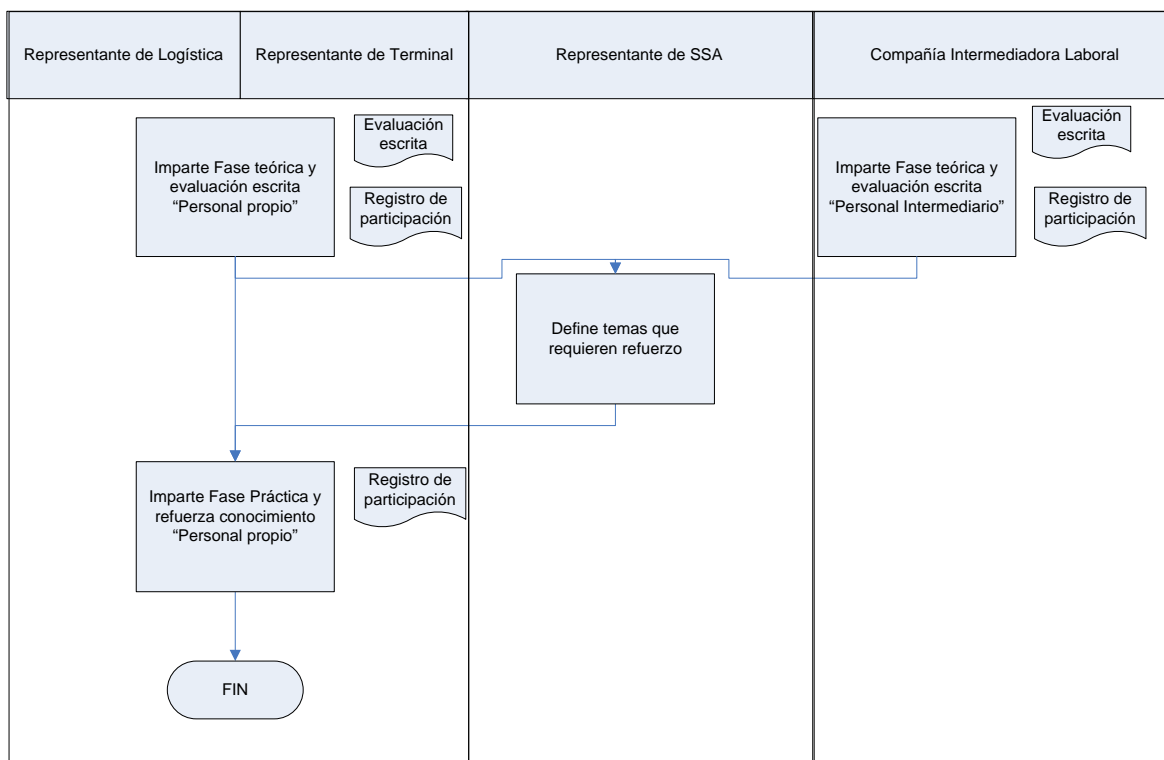 Representante de Logística
Representante de Terminal
Representante de SSA
Compañía Intermediadora Laboral
Imparte Fase teórica y
evaluación escrita
“Personal propio”
Evaluación
escrita
Registro de
participación
Imparte Fase teórica y
evaluación escrita
“Personal Intermediario”
Evaluación
escrita
Registro de
participación
Define temas que
requieren refuerzo
Imparte Fase Práctica y
refuerza conocimiento
“Personal propio”
Registro de
participación
FIN